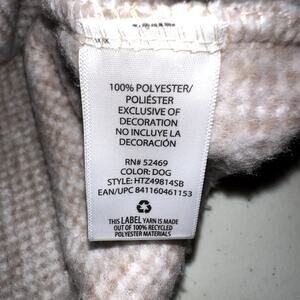 100% POLYESTER/
POLIÉSTER
EXCLUSIVE OF
DECORATION
NO INCLUYE LA
DECORACIÓN
RN# 52469
COLOR: DOG
STYLE: HTZ49814SB
EAN/UPC 841160461153
THIS LABEL YARN IS MADE
OUT OF 100% RECYCLED
POLYESTER MATERIALS